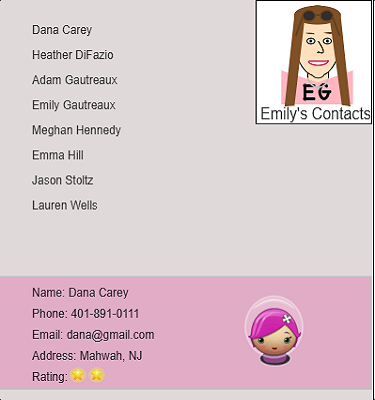 Dana Carey
Heather DiFazio
Adam Gautreaux
Emily Gautreaux
Meghan Hennedy
Emma Hill
Jason Stoltz
Lauren Wells
EG
Emily's Contacts
Name: Dana Carey
Phone: 401-891-0111
Email: dana@gmail.com
Address: Mahwah, NJ
Rating: